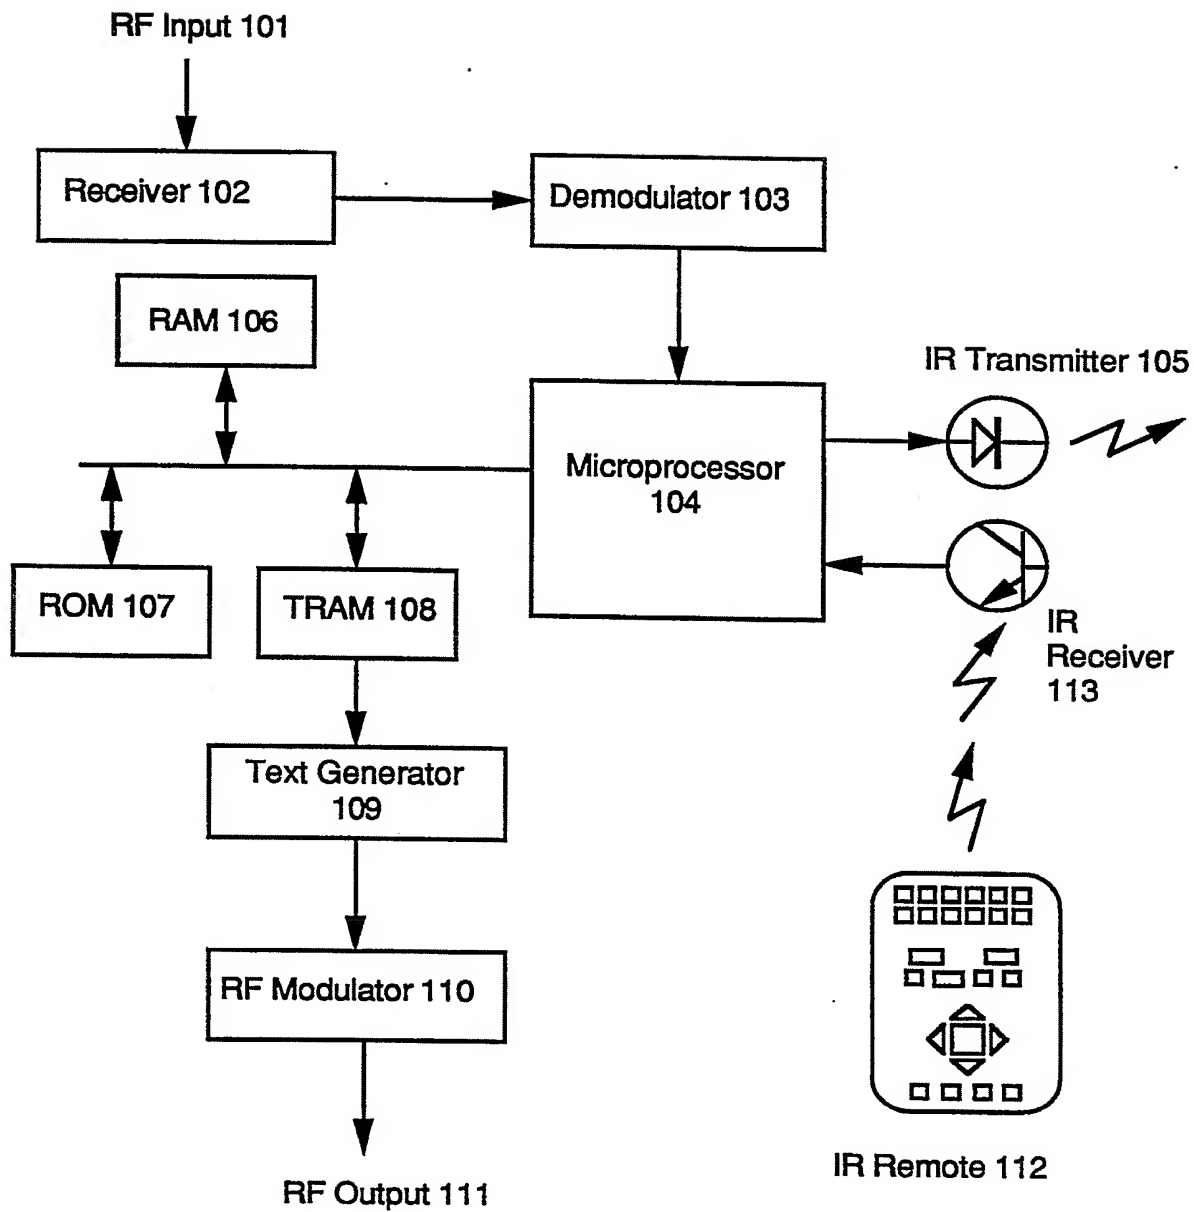 RF Input 101
Receiver 102
Demodulator 103
RAM 106
IR Transmitter 105
Microprocessor
104
ROM 107
TRAM 108
IR
Receiver
113
Text Generator
109
RF Modulator 110
IR Remote 112
RF Output 111